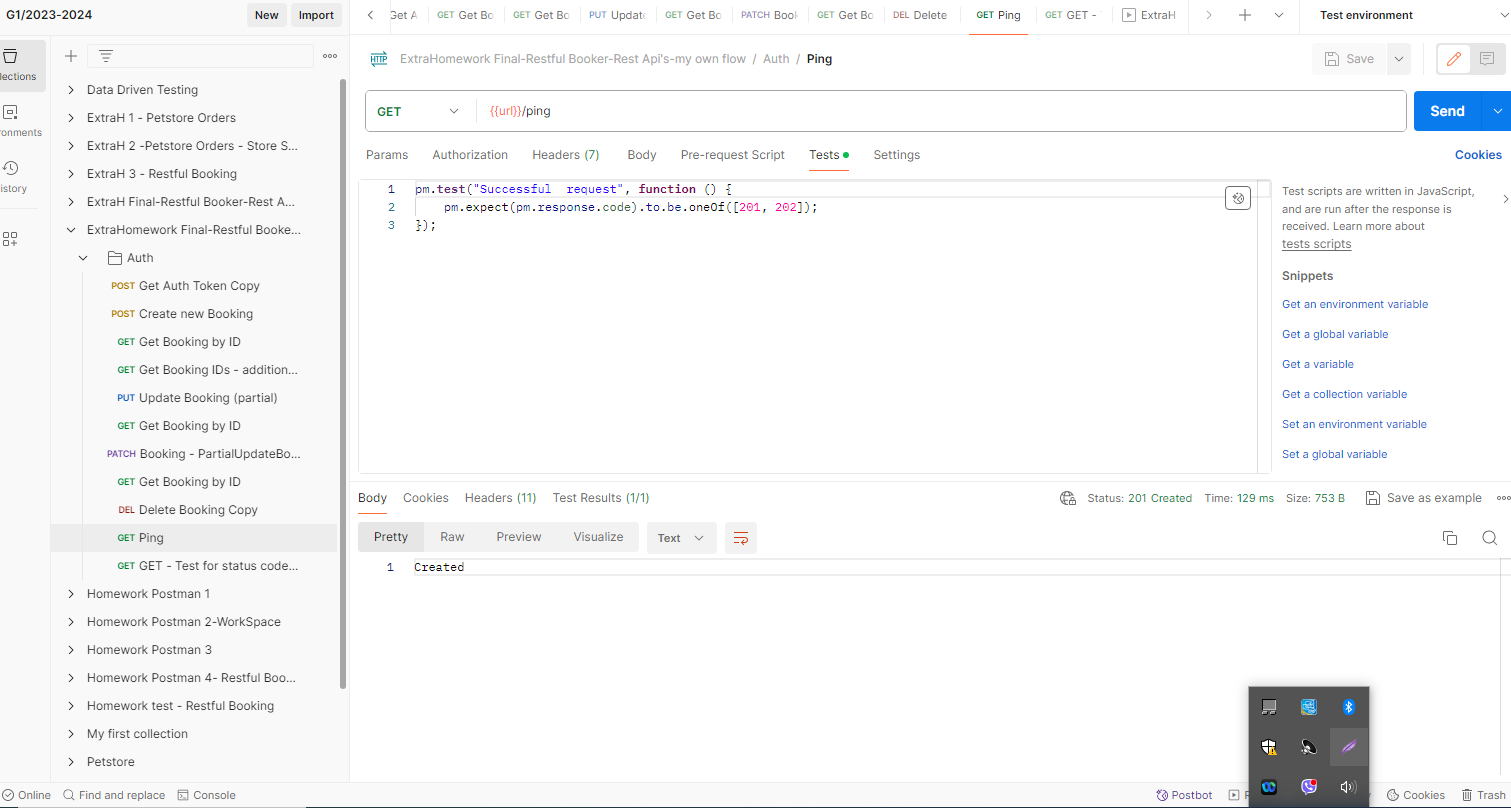 G1/2023-2024 New Import
Get A GET Get Bo GET Get Bo PUT Update GET Get Bo PATCH Book GET Get Bo DEL Delete GET Ping GET GET - ExtraH Test environment
lections
ronments
istory
Data Driven Testing
ExtraH 1 - Petstore Orders
ExtraH 2 -Petstore Orders - Store S...
ExtraH 3 - Restful Booking
ExtraH Final-Restful Booker-Rest A...
ExtraHomework Final-Restful Booke...
Auth
POST Get Auth Token Copy
POST Create new Booking
GET Get Booking by ID
GET Get Booking IDs - addition...
PUT Update Booking (partial)
GET Get Booking by ID
PATCH Booking - PartialUpdateBo...
GET Get Booking by ID
DEL Delete Booking Copy
GET Ping
GET GET - Test for status code...
Homework Postman 1
Homework Postman 2-WorkSpace
Homework Postman 3
Homework Postman 4- Restful Boo...
Homework test - Restful Booking
My first collection
Petstore
HTTP ExtraHomework Final-Restful Booker-Rest Api's-my own flow / Auth / Ping Save
GET {{url}}/ping Send
Params Authorization Headers (7) Body Pre-request Script Tests Settings Cookies
1 pm.test("Successful  request", function () {
2     pm.expect(pm.response.code).to.be.oneOf([201, 202]);
3 });
Test scripts are written in JavaScript,
and are run after the response is
received. Learn more about
tests scripts
Snippets
Get an environment variable
Get a global variable
Get a variable
Get a collection variable
Set an environment variable
Set a global variable
Body Cookies Headers (11) Test Results (1/1) Status: 201 Created Time: 129 ms Size: 753 B Save as example
Pretty Raw Preview Visualize Text
1 Created
Online Find and replace Console Postbot Cookies Trash